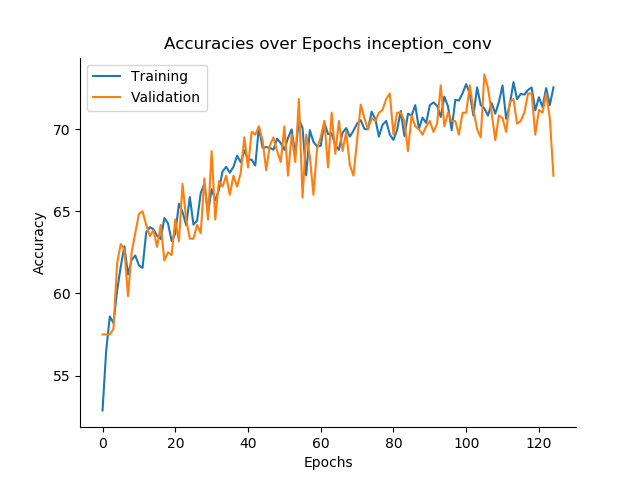 Accuracies over Epochs inception_conv
Training
Validation
Accuracy
70
65
60
55
0 20 40 60 80 100 120
Epochs